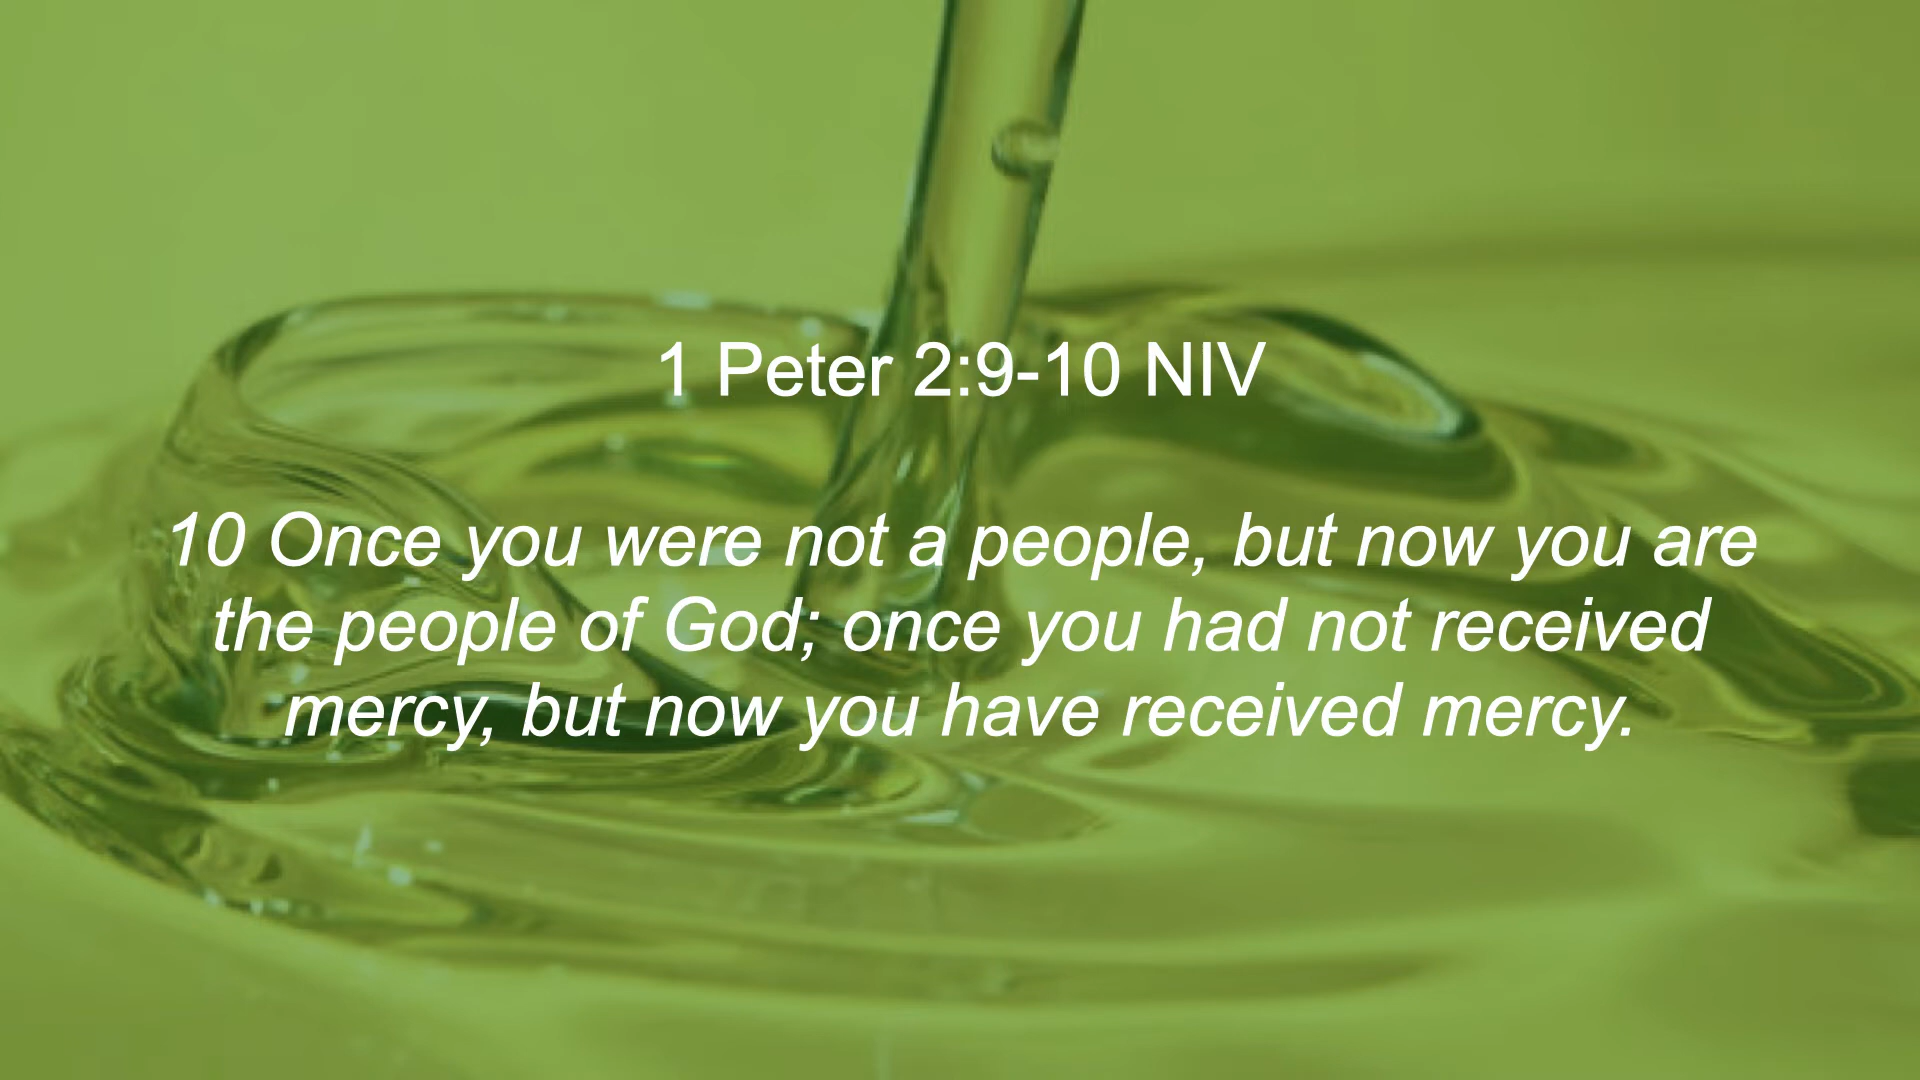 1 Peter 2:9-10 NIV
10 Once you were not a people, but now you are
the people of God; once you had not received
mercy, but now you have received mercy.